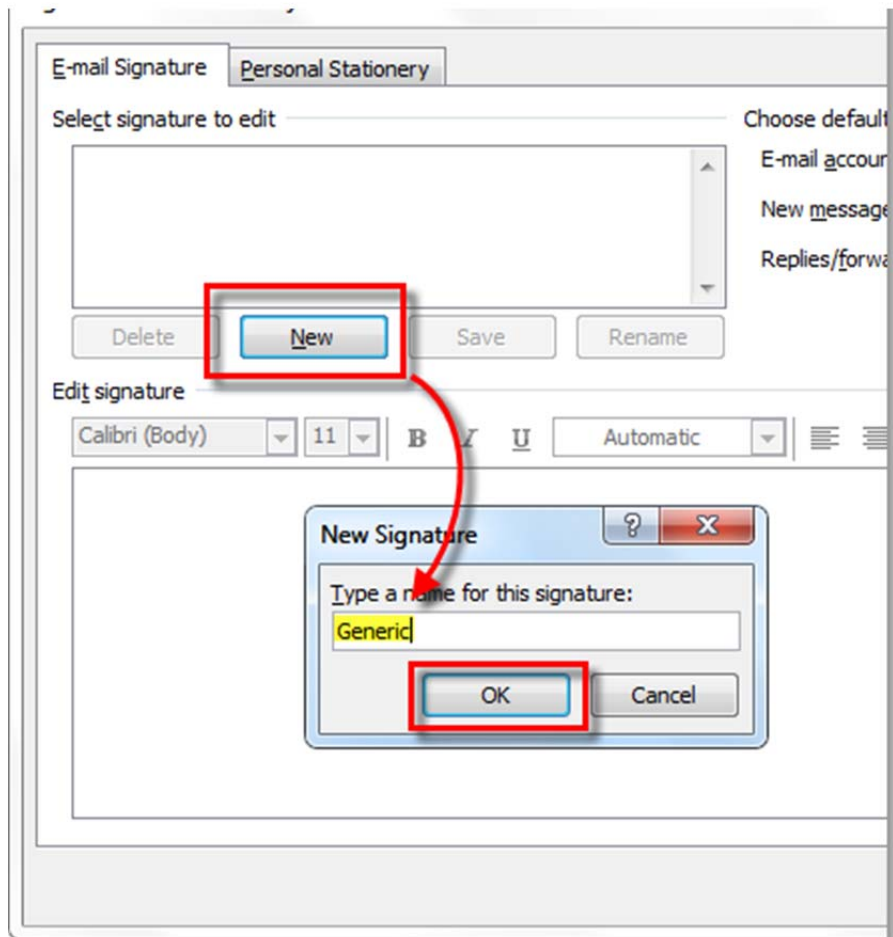 E-mail Signature Personal Stationery
Select signature to edit Choose default
E-mail accoun
New message
Replies/forwa
Delete New Save Rename
Edit signature
Calibri (Body) 11 B I U Automatic
New Signature ?
Type a name for this signature:
Generic
OK Cancel